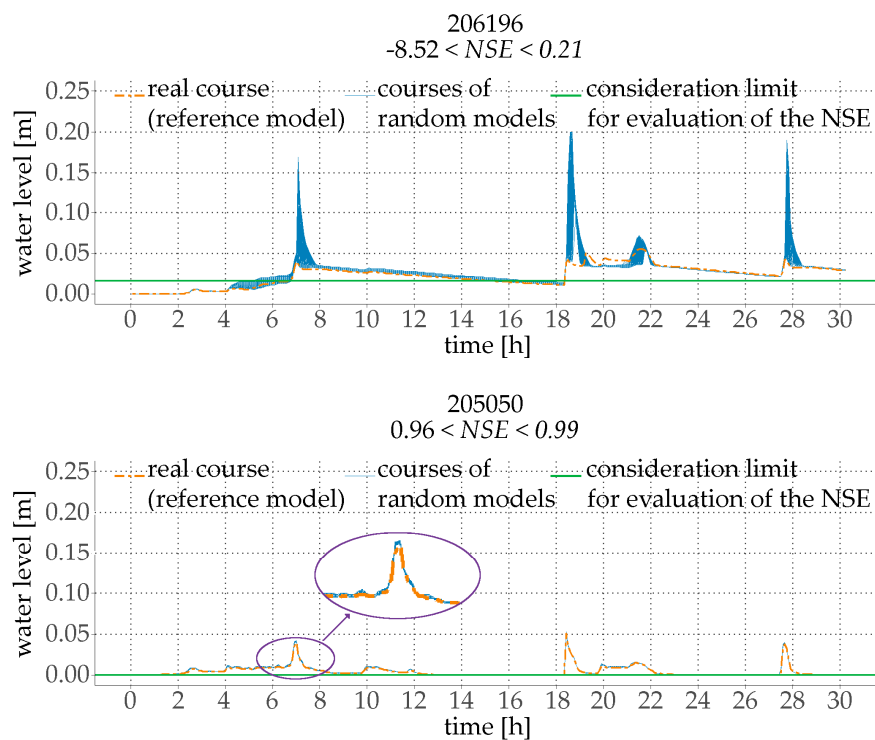 206196
-8.52 < NSE < 0.21
real course
(reference model)
courses of
random models
consideration limit
for evaluation of the NSE
water level [m]
0.25
0.20
0.15
0.10
0.05
0.00
0 2 4 6 8 10 12 14 16 18 20 22 24 26 28 30
time [h]
205050
0.96 < NSE < 0.99
real course
(reference model)
courses of
random models
consideration limit
for evaluation of the NSE
water level [m]
0.25
0.20
0.15
0.10
0.05
0.00
0 2 4 6 8 10 12 14 16 18 20 22 24 26 28 30
time [h]